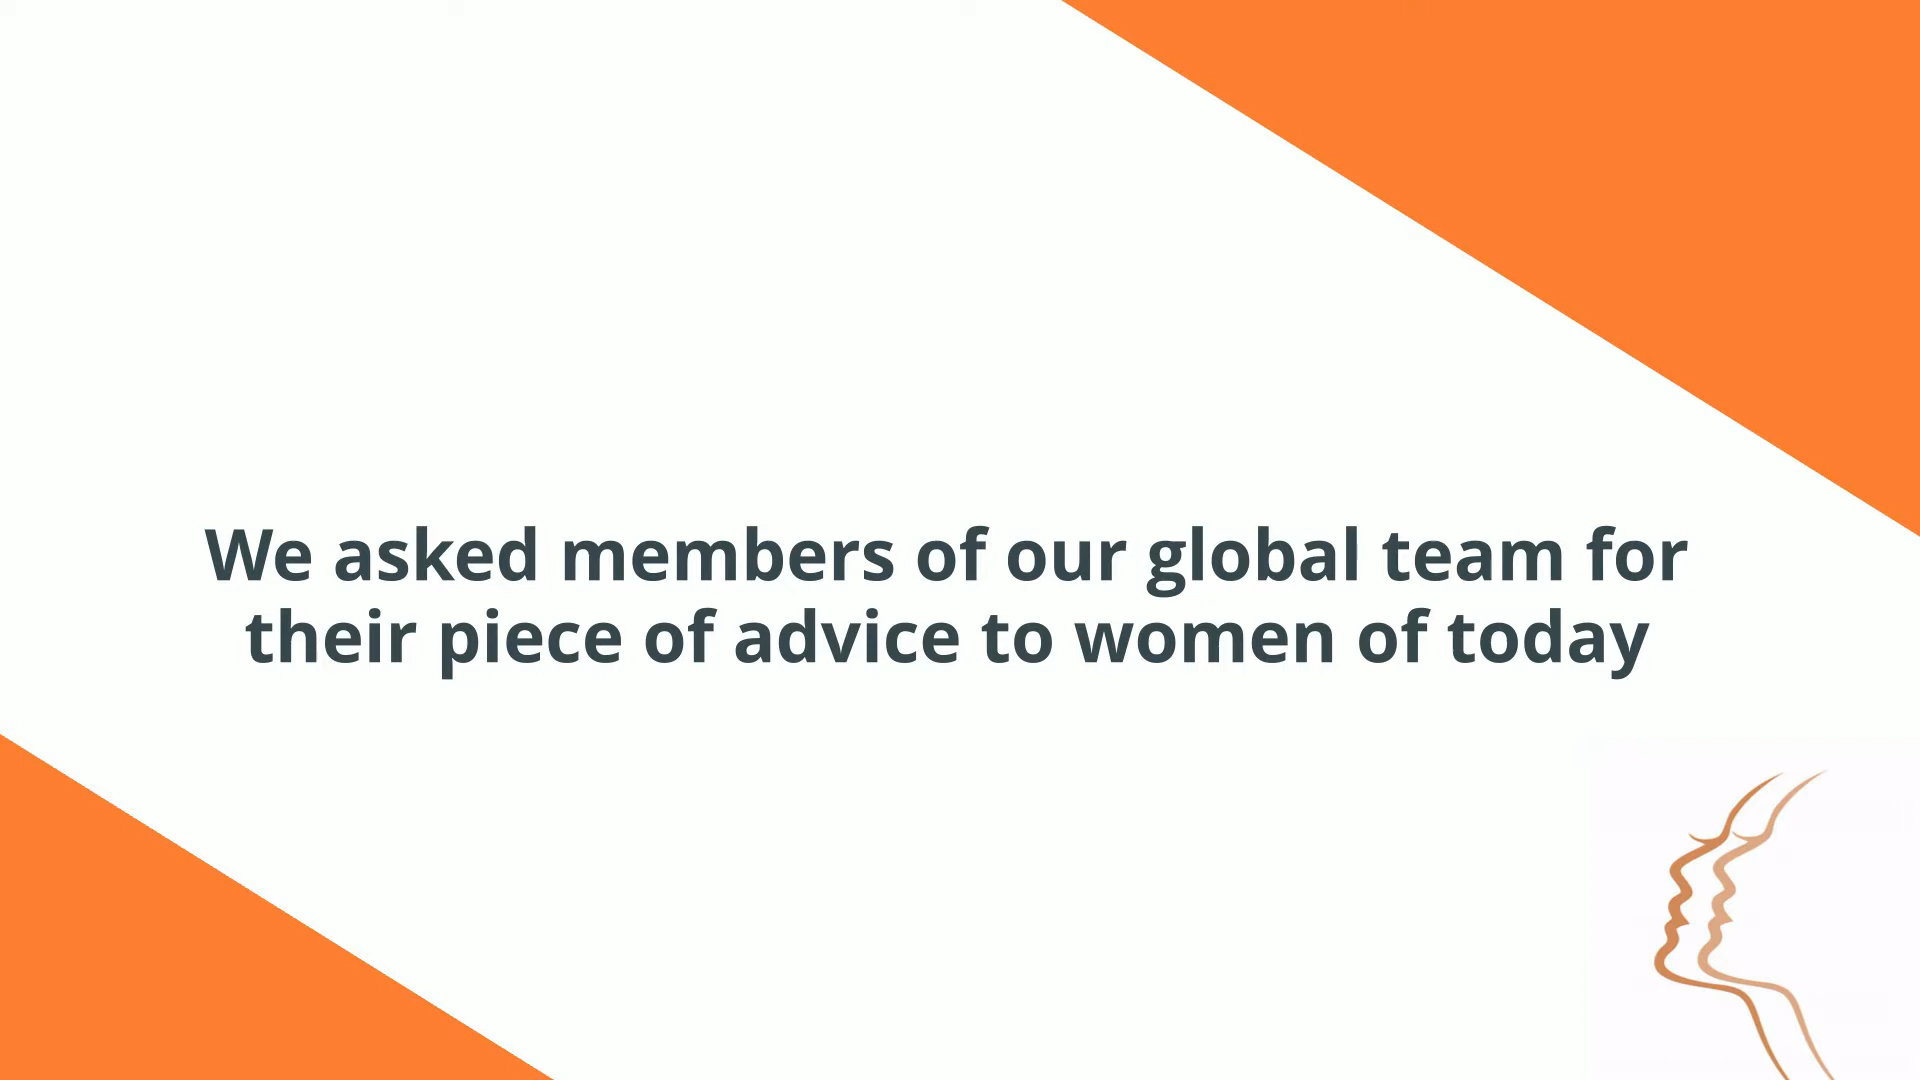 We asked members of our global team for
their piece of advice to women of today